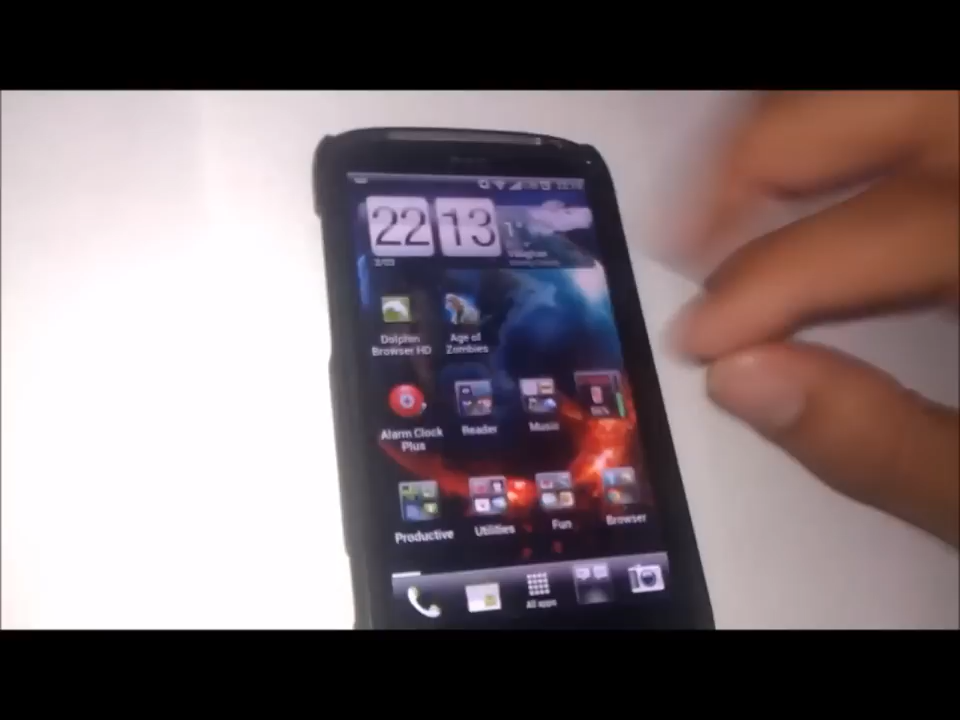 22 13
Dolphin
Browser HD
Age of
Zombies
Alarm Clock
Plus
Reader
Music
Productive
Utilities
Fun
Browser
All apps